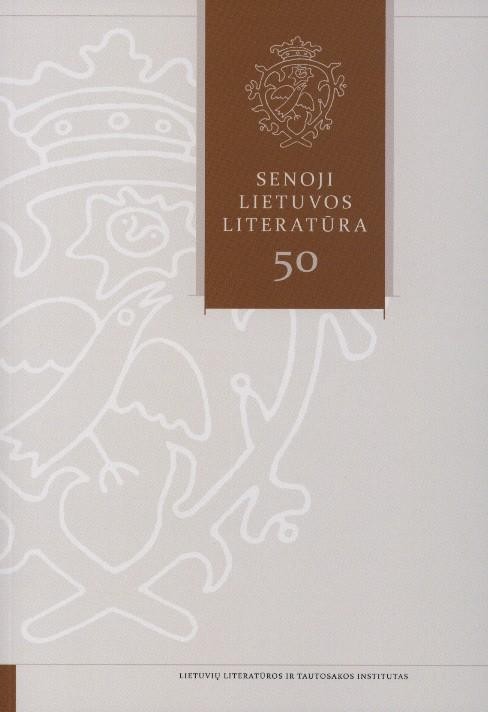 SENOJI
LIETUVOS
LITERATŪRA
50
LIETUVIŲ LITERATŪROS IR TAUTOSAKOS INSTITUTAS